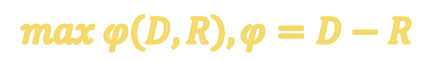 max φ(D, R), φ = D − R